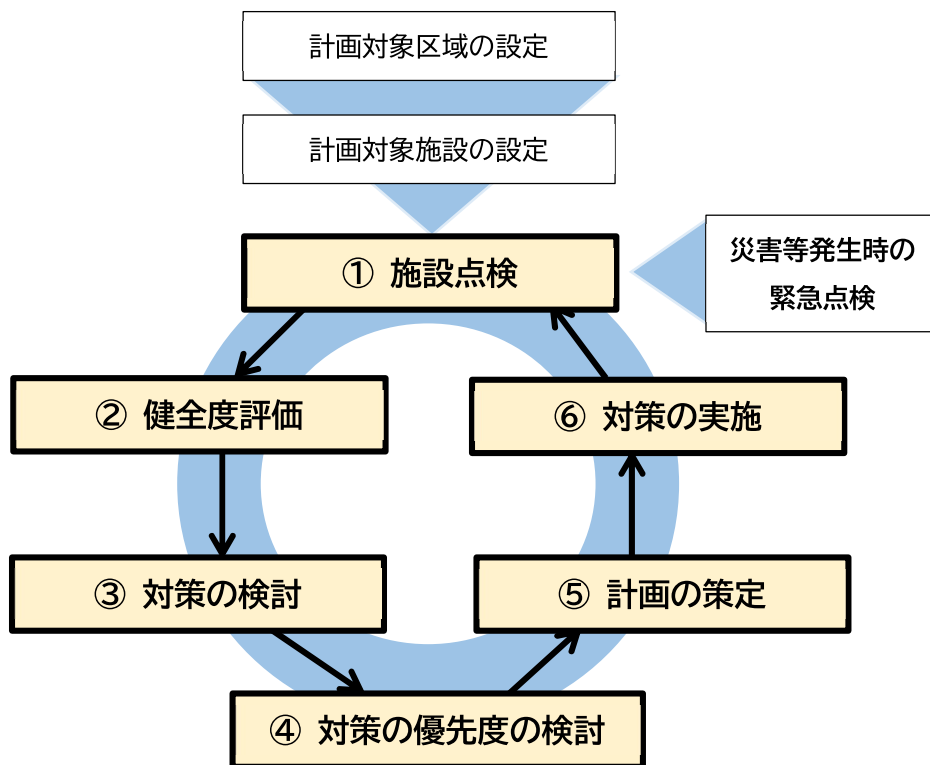 計画対象区域の設定
計画対象施設の設定
① 施設点検
災害等発生時の
緊急点検
② 健全度評価
⑥ 対策の実施
③ 対策の検討
⑤ 計画の策定
④ 対策の優先度の検討